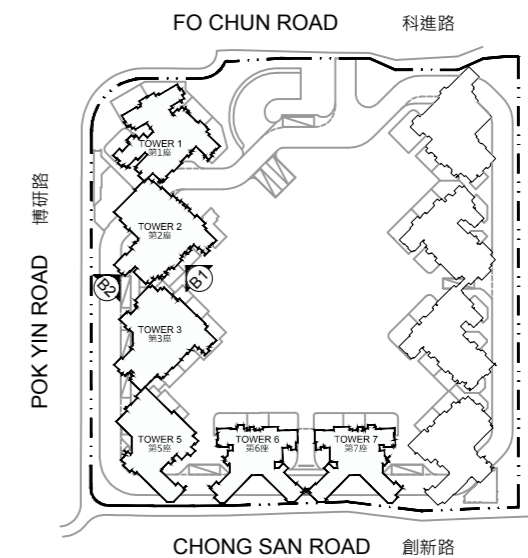 FO CHUN ROAD 科進路
TOWER 1
第1座
POK YIN ROAD 博研路
TOWER 2
第2座
B2
B1
TOWER 3
第3座
TOWER 5
第5座
TOWER 6
第6座
TOWER 7
第7座
CHONG SAN ROAD 創新路